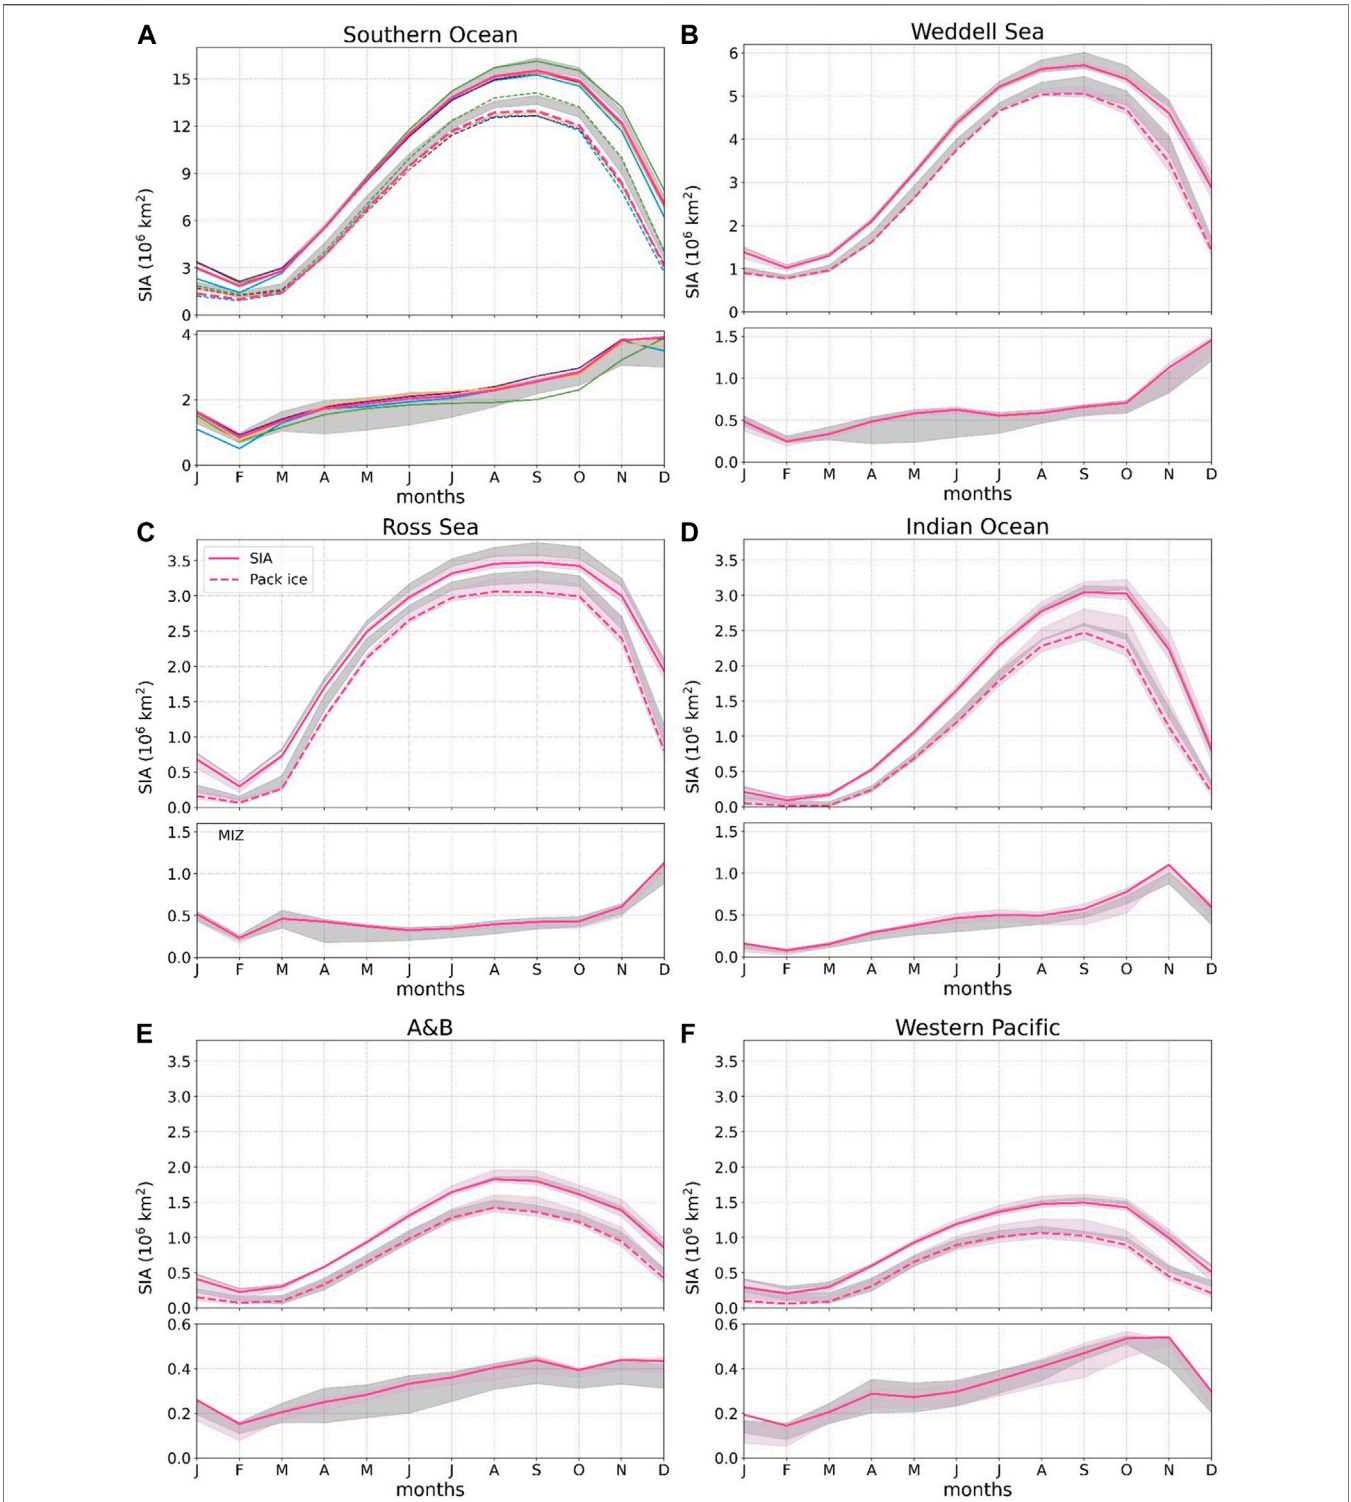 A
Southern Ocean
SIA (10⁶ km²)
15
12
9
6
3
0
4
2
0
J F M A M J J A S O N D
months
B
Weddell Sea
SIA (10⁶ km²)
6
5
4
3
2
1
0
1.5
1.0
0.5
0.0
J F M A M J J A S O N D
months
C
Ross Sea
SIA (10⁶ km²)
SIA
Pack ice
3.5
3.0
2.5
2.0
1.5
1.0
0.5
0.0
MIZ
1.5
1.0
0.5
0.0
J F M A M J J A S O N D
months
D
Indian Ocean
SIA (10⁶ km²)
3.5
3.0
2.5
2.0
1.5
1.0
0.5
0.0
1.5
1.0
0.5
0.0
J F M A M J J A S O N D
months
E
A&B
SIA (10⁶ km²)
3.5
3.0
2.5
2.0
1.5
1.0
0.5
0.0
0.6
0.4
0.2
0.0
J F M A M J J A S O N D
months
F
Western Pacific
SIA (10⁶ km²)
3.5
3.0
2.5
2.0
1.5
1.0
0.5
0.0
0.6
0.4
0.2
0.0
J F M A M J J A S O N D
months